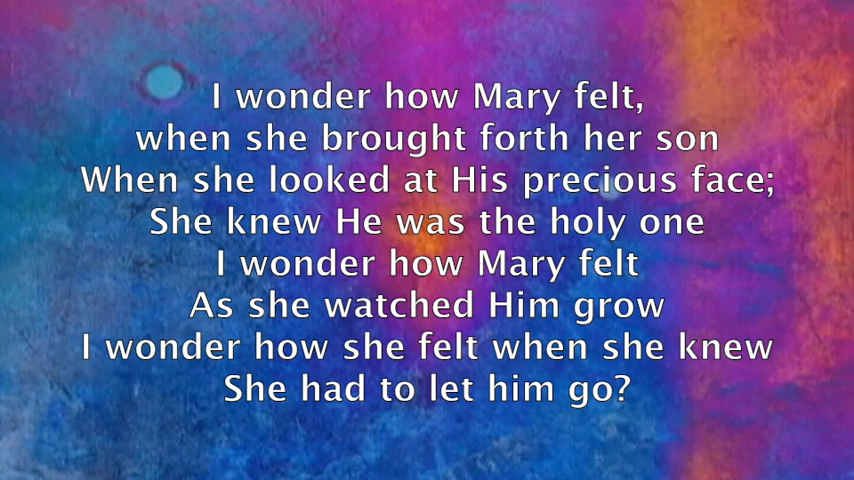 I wonder how Mary felt,
when she brought forth her son
When she looked at His precious face;
She knew He was the holy one
I wonder how Mary felt
As she watched Him grow
I wonder how she felt when she knew
She had to let him go?